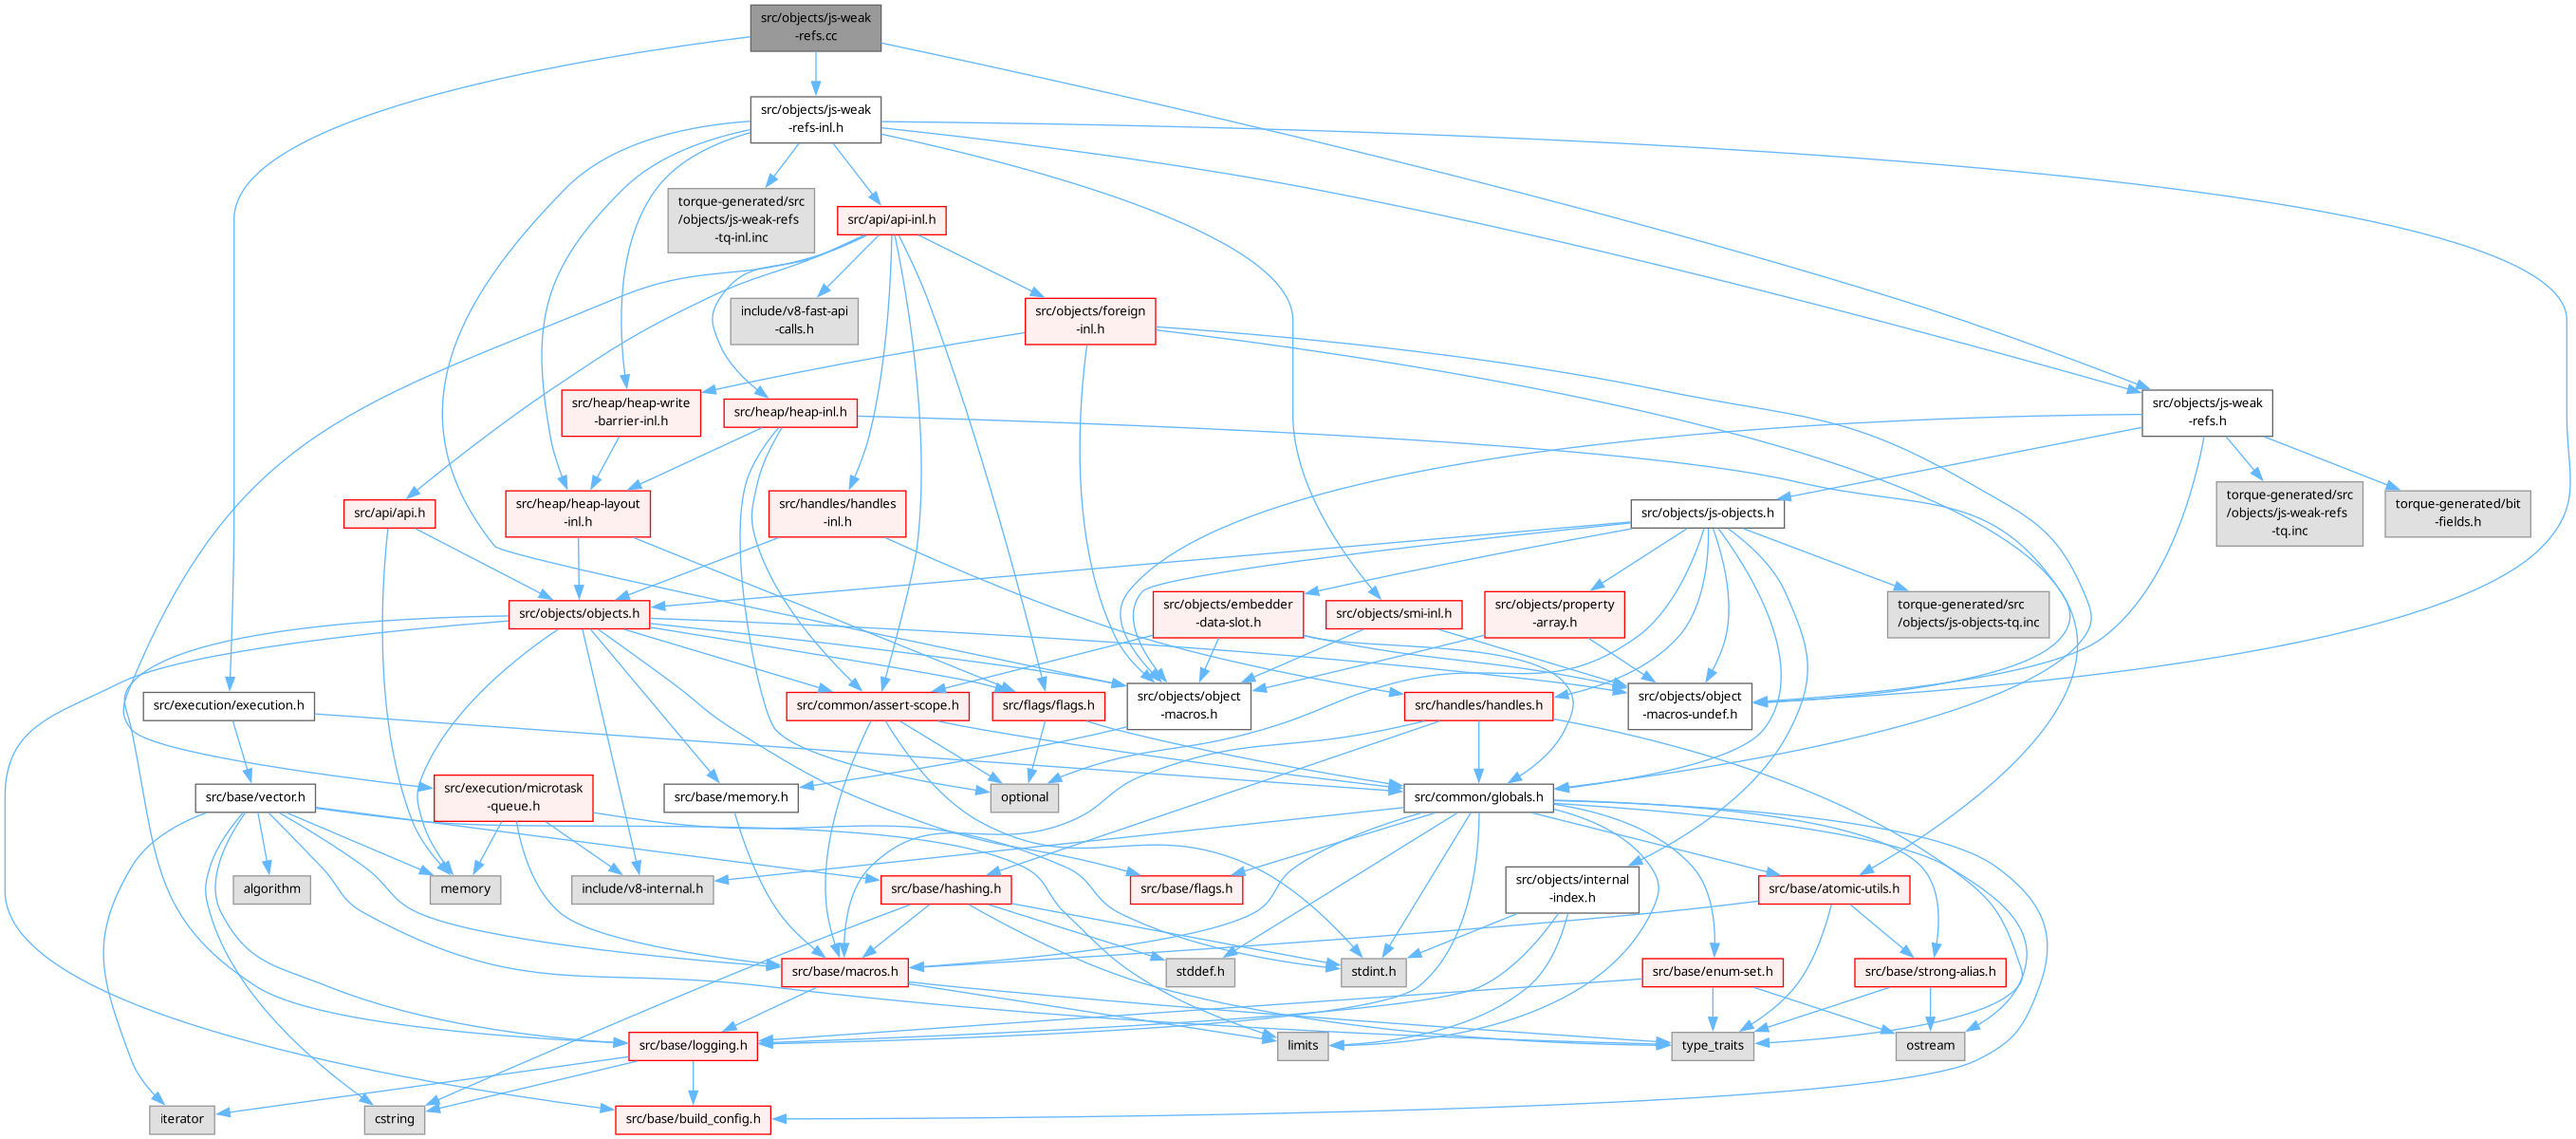 src/objects/js-weak
-refs.cc
src/objects/js-weak
-refs-inl.h
torque-generated/src
/objects/js-weak-refs
-tq-inl.inc
src/api/api-inl.h
include/v8-fast-api
-calls.h
src/objects/foreign
-inl.h
src/heap/heap-write
-barrier-inl.h
src/heap/heap-inl.h
src/objects/js-weak
-refs.h
src/api/api.h
src/heap/heap-layout
-inl.h
src/handles/handles
-inl.h
src/objects/js-objects.h
torque-generated/src
/objects/js-weak-refs
-tq.inc
torque-generated/bit
-fields.h
src/objects/objects.h
src/objects/embedder
-data-slot.h
src/objects/smi-inl.h
src/objects/property
-array.h
torque-generated/src
/objects/js-objects-tq.inc
src/execution/execution.h
src/common/assert-scope.h
src/flags/flags.h
src/objects/object
-macros.h
src/handles/handles.h
src/objects/object
-macros-undef.h
src/base/vector.h
src/execution/microtask
-queue.h
src/base/memory.h
optional
src/common/globals.h
algorithm
memory
include/v8-internal.h
src/base/hashing.h
src/base/flags.h
src/objects/internal
-index.h
src/base/atomic-utils.h
src/base/macros.h
stddef.h
stdint.h
src/base/enum-set.h
src/base/strong-alias.h
src/base/logging.h
limits
type_traits
ostream
iterator
cstring
src/base/build_config.h